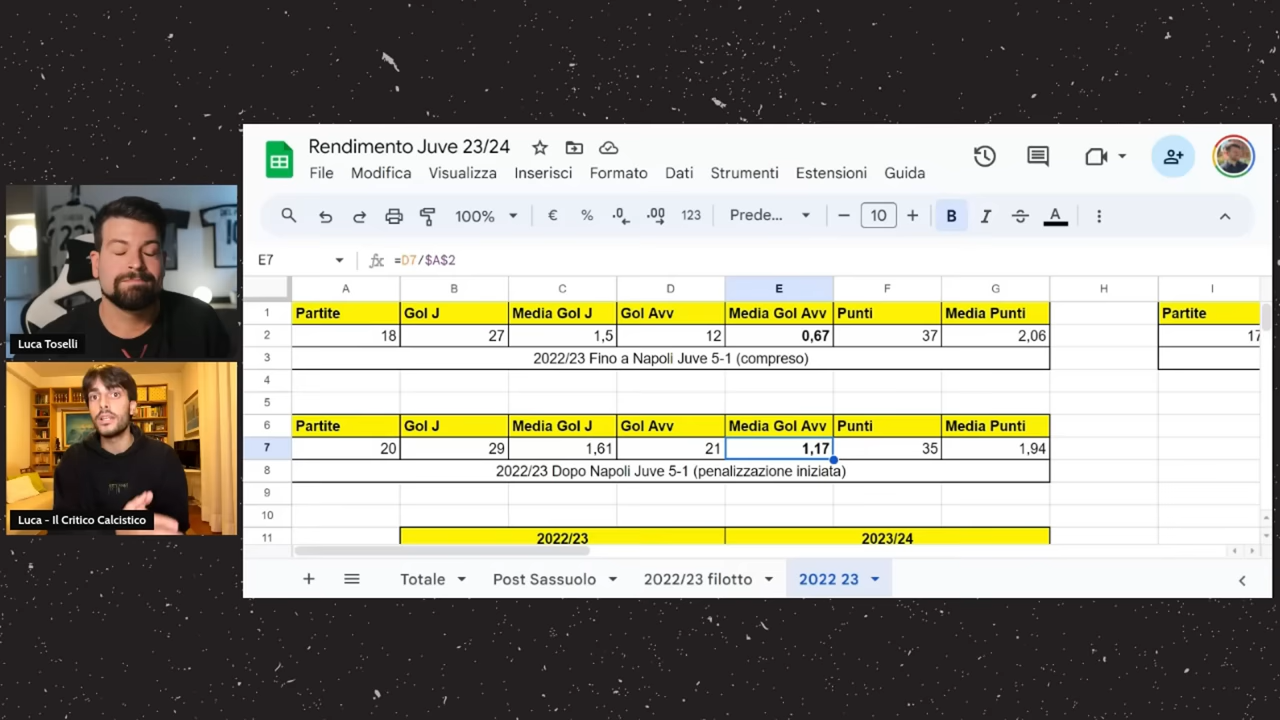 Rendimento Juve 23/24
File Modifica Visualizza Inserisci Formato Dati Strumenti Estensioni Guida
100% € % .0 .00 123 Prede... 10 B I S A
E7 fx =D7/$A$2
A B C D E F G H I
1 Partite Gol J Media Gol J Gol Avv Media Gol Avv Punti Media Punti Partite
2 18 27 1,5 12 0,67 37 2,06 17
3 2022/23 Fino a Napoli Juve 5-1 (compreso)
4
5
6 Partite Gol J Media Gol J Gol Avv Media Gol Avv Punti Media Punti
7 20 29 1,61 21 1,17 35 1,94
8 2022/23 Dopo Napoli Juve 5-1 (penalizzazione iniziata)
9
10
11 2022/23 2023/24
Totale Post Sassuolo 2022/23 filotto 2022 23
Luca Toselli
Luca - Il Critico Calcistico